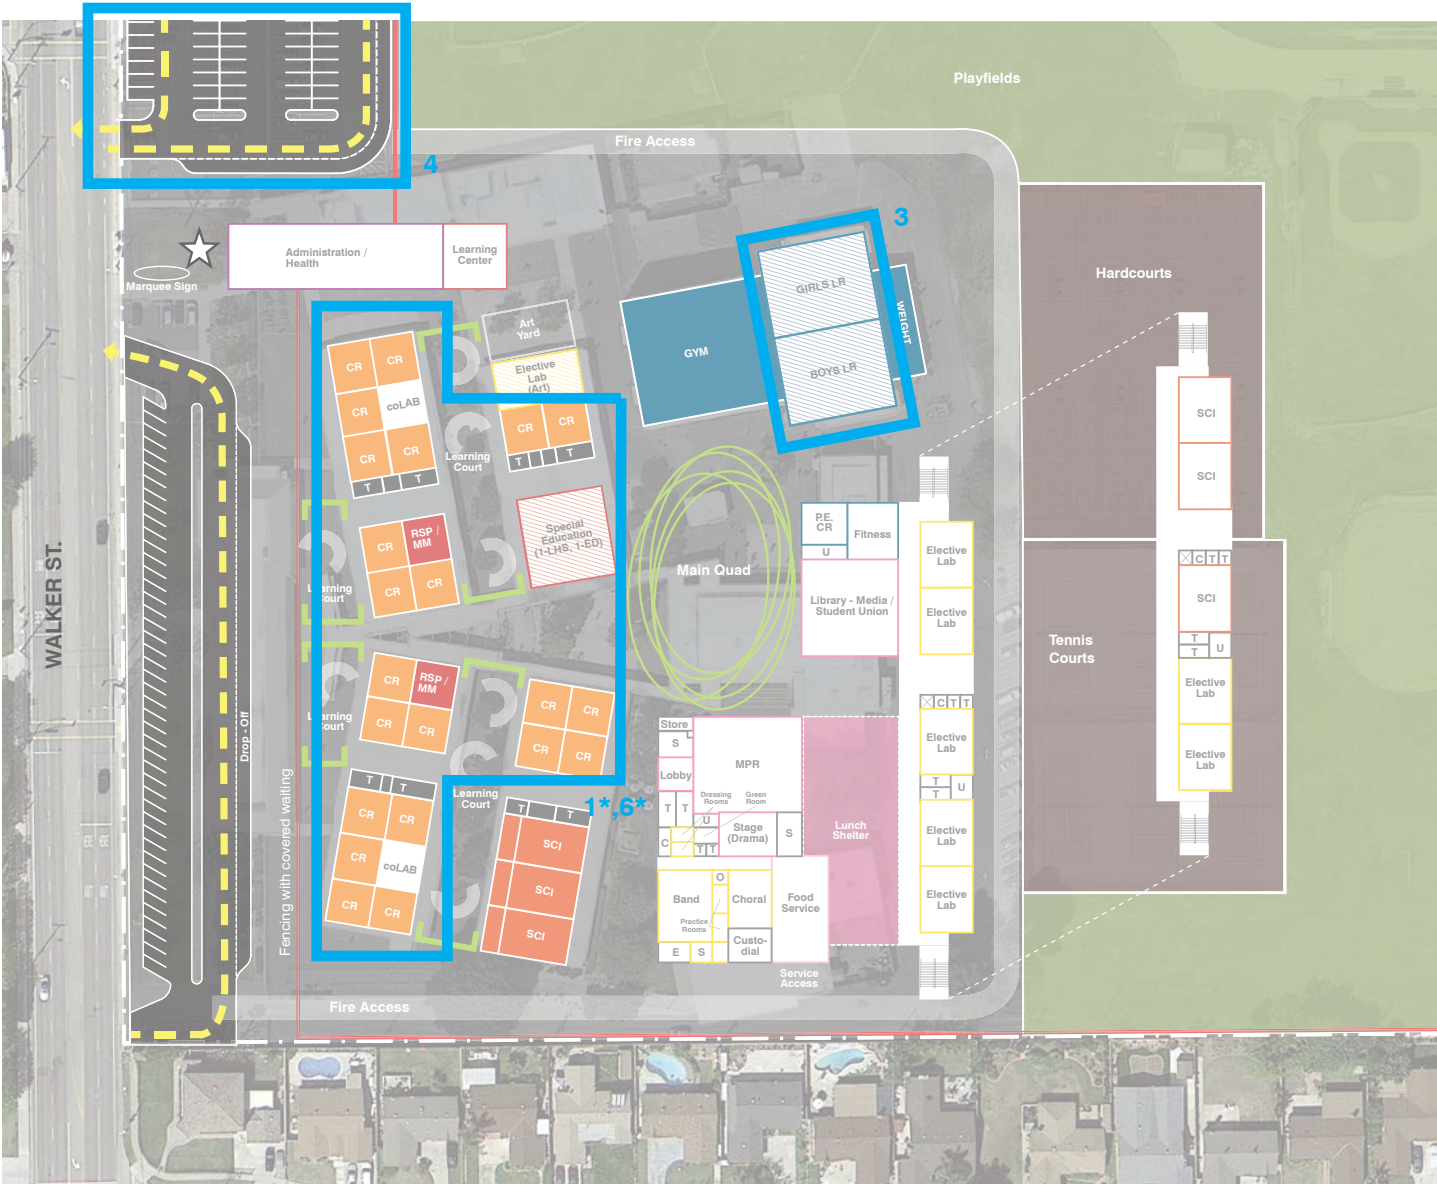 Playfields
Fire Access
4
3
Administration /
Health
Learning
Center
Marquee Sign
Hardcourts
GIRLS LR
BOYS LR
WEIGHT
GYM
Art
Yard
Elective
Lab
(Art)
CR
CR
CR
coLAB
CR
CR
T
T
CR
CR
T
T
Learning
Court
SCI
SCI
C
T
T
SCI
T
T
U
Elective
Lab
Elective
Lab
CR
RSP /
MM
CR
CR
Special
Education
(1-LHS, 1-ED)
Learning
Court
Main Quad
P.E.
CR
U
Fitness
Library - Media /
Student Union
Elective
Lab
Elective
Lab
C
T
T
Elective
Lab
T
T
U
Elective
Lab
Elective
Lab
Tennis
Courts
WALKER ST.
Drop - Off
Fencing with covered waiting
CR
RSP /
MM
CR
CR
CR
CR
CR
CR
Learning
Court
Learning
Court
1*,6*
T
T
CR
CR
CR
coLAB
CR
CR
T
T
SCI
SCI
SCI
Store
S
Lobby
MPR
T
T
Dressing
Rooms
Green
Room
U
C
T
T
Stage
(Drama)
S
Lunch
Shelter
Band
O
Choral
Practice
Rooms
Food
Service
E
S
Custo-
dial
Service
Access
Fire Access